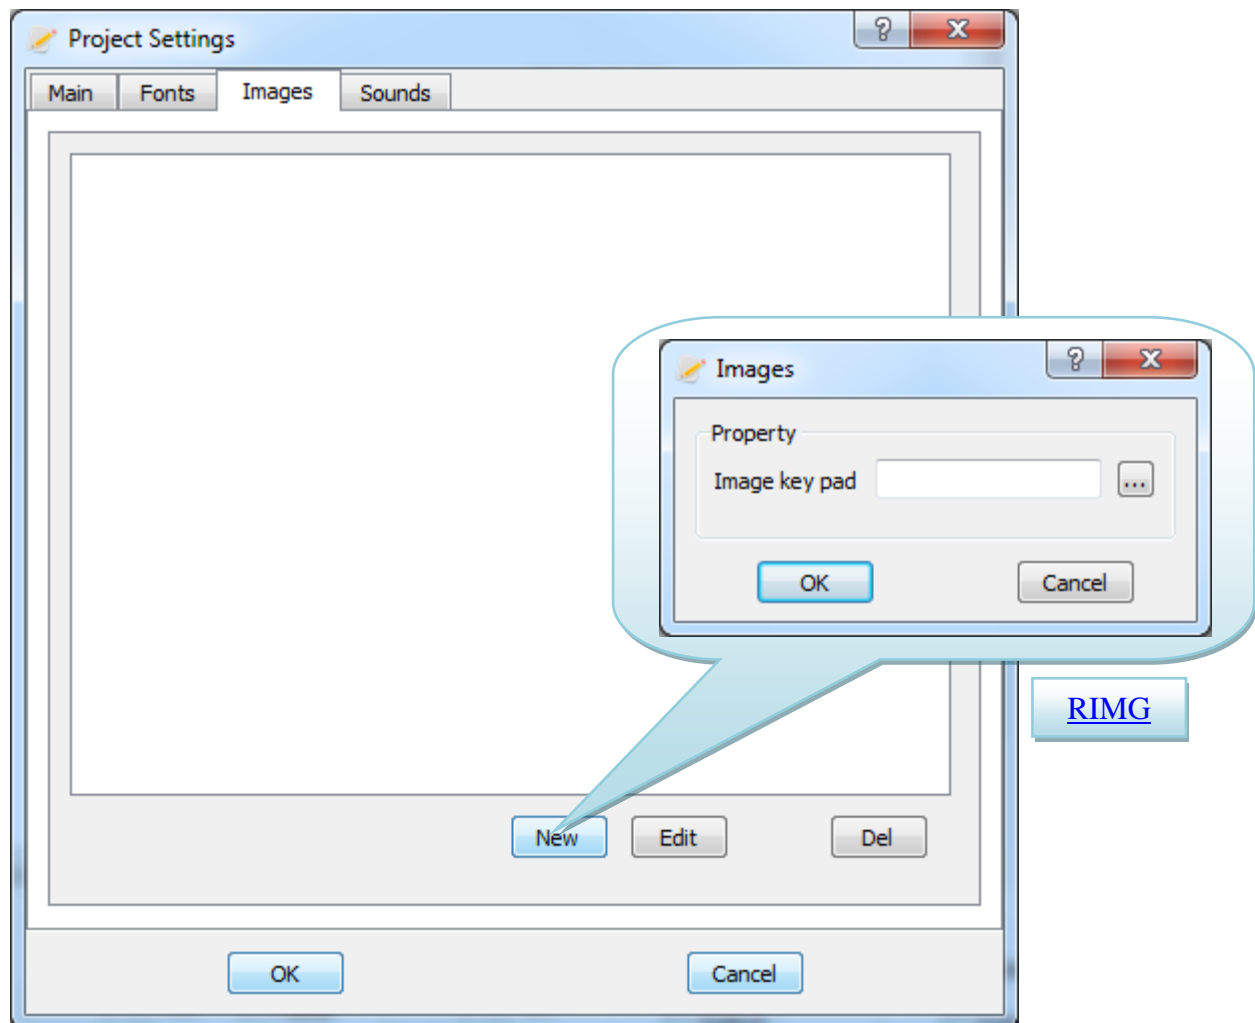 Project Settings
Main Fonts Images Sounds
Images
Property
Image key pad ...
OK Cancel
RIMG
New Edit Del
OK Cancel